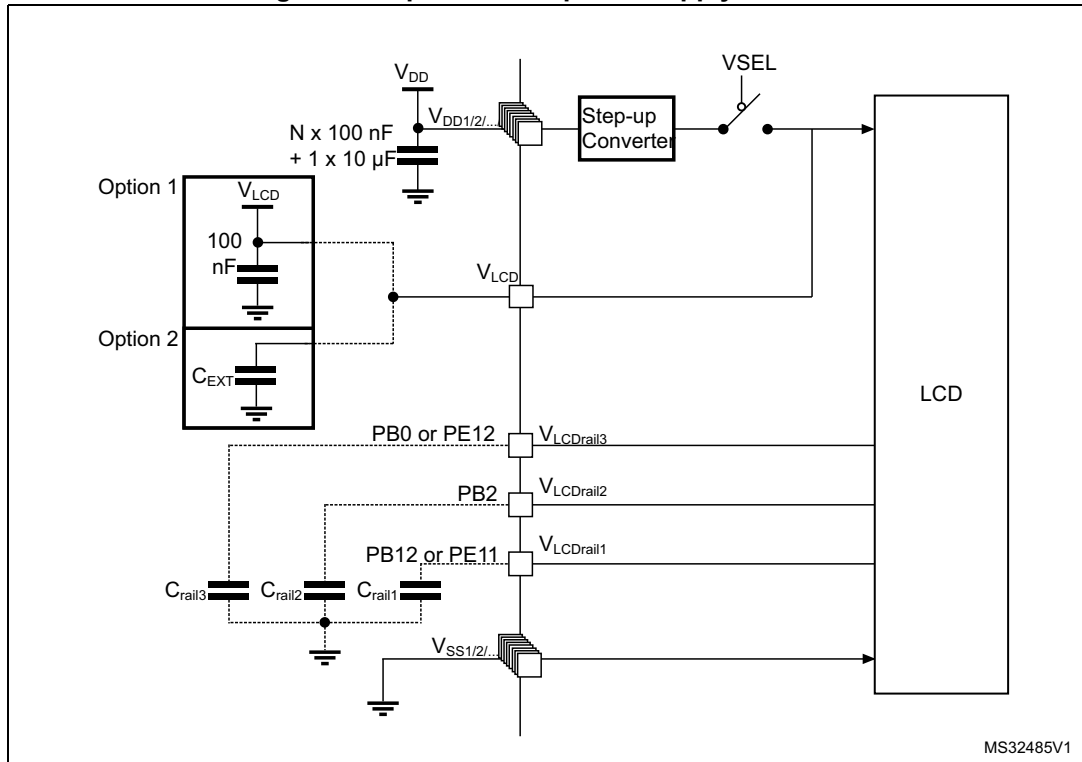 VSEL
VDD
VDD1/2/...
Step-up
Converter
N x 100 nF
+ 1 x 10 µF
Option 1
VLCD
100
nF
VLCD
Option 2
CEXT
LCD
PB0 or PE12
VLCDrail3
PB2
VLCDrail2
PB12 or PE11
VLCDrail1
Crail3
Crail2
Crail1
VSS1/2/...
MS32485V1